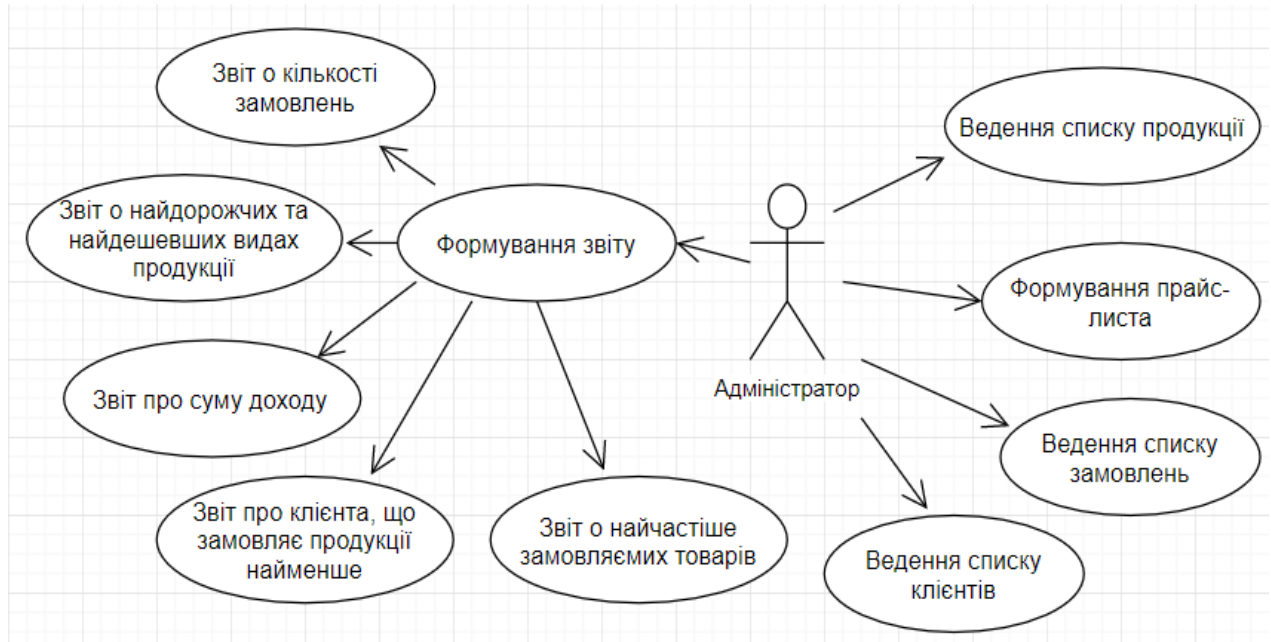 Звіт о кількості
замовлень
Ведення списку продукції
Звіт о найдорожчих та
найдешевших видах
продукції
Формування звіту
Формування прайс-
листа
Адміністратор
Звіт про суму доходу
Ведення списку
замовлень
Звіт про клієнта, що
замовляє продукції
найменше
Звіт о найчастіше
замовляємих товарів
Ведення списку
клієнтів